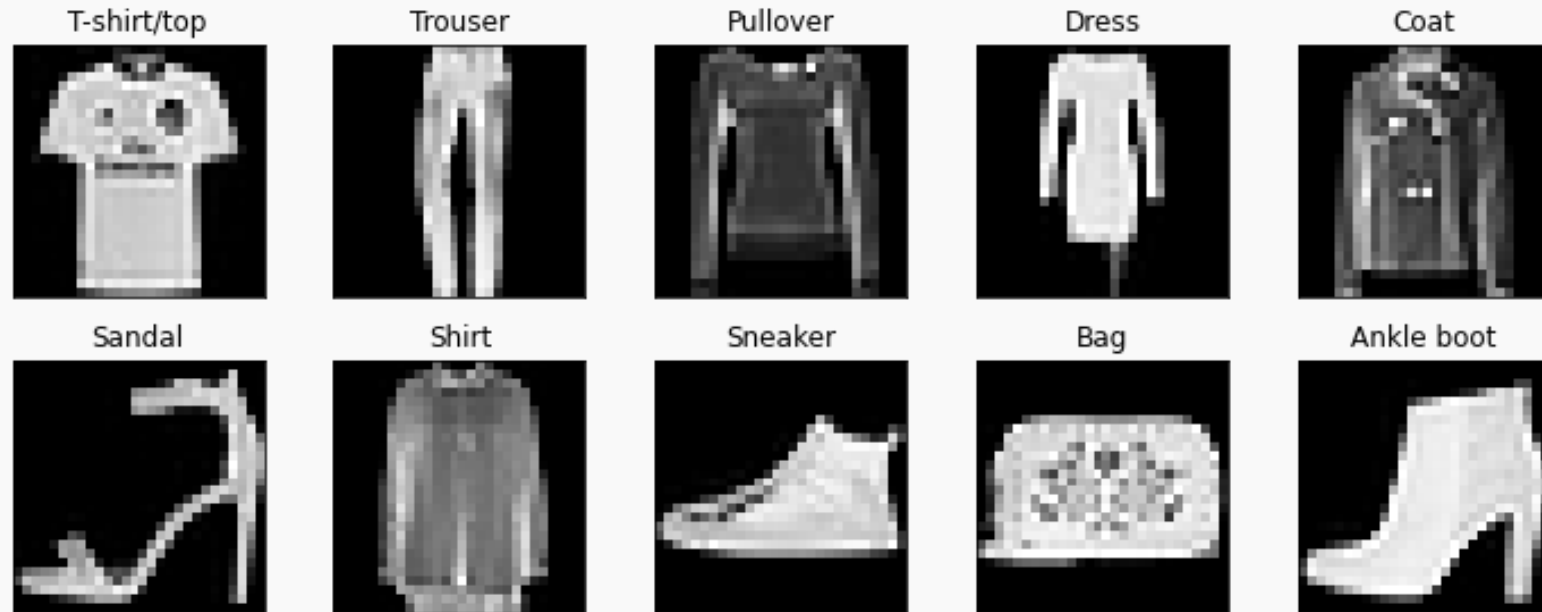 T-shirt/top Trouser Pullover Dress Coat
Sandal Shirt Sneaker Bag Ankle boot